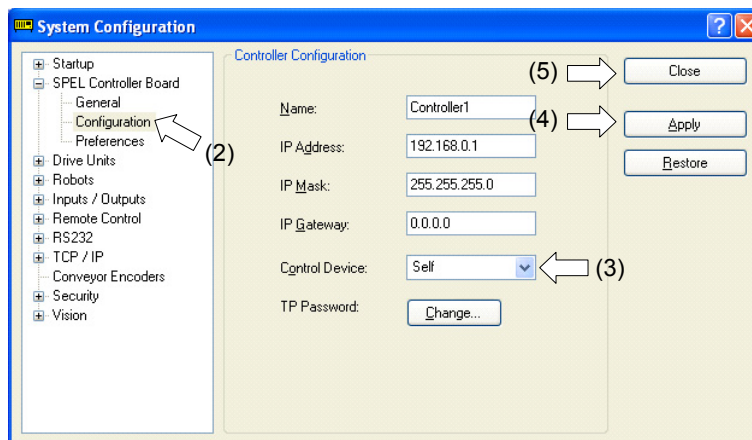 System Configuration
Startup
SPEL Controller Board
General
Configuration
Preferences
Drive Units
Robots
Inputs / Outputs
Remote Control
RS232
TCP / IP
Conveyor Encoders
Security
Vision
(2)
Controller Configuration
Name: Controller1
IP Address: 192.168.0.1
IP Mask: 255.255.255.0
IP Gateway: 0.0.0.0
Control Device: Self
(3)
TP Password: Change...
(5)
Close
(4)
Apply
Restore